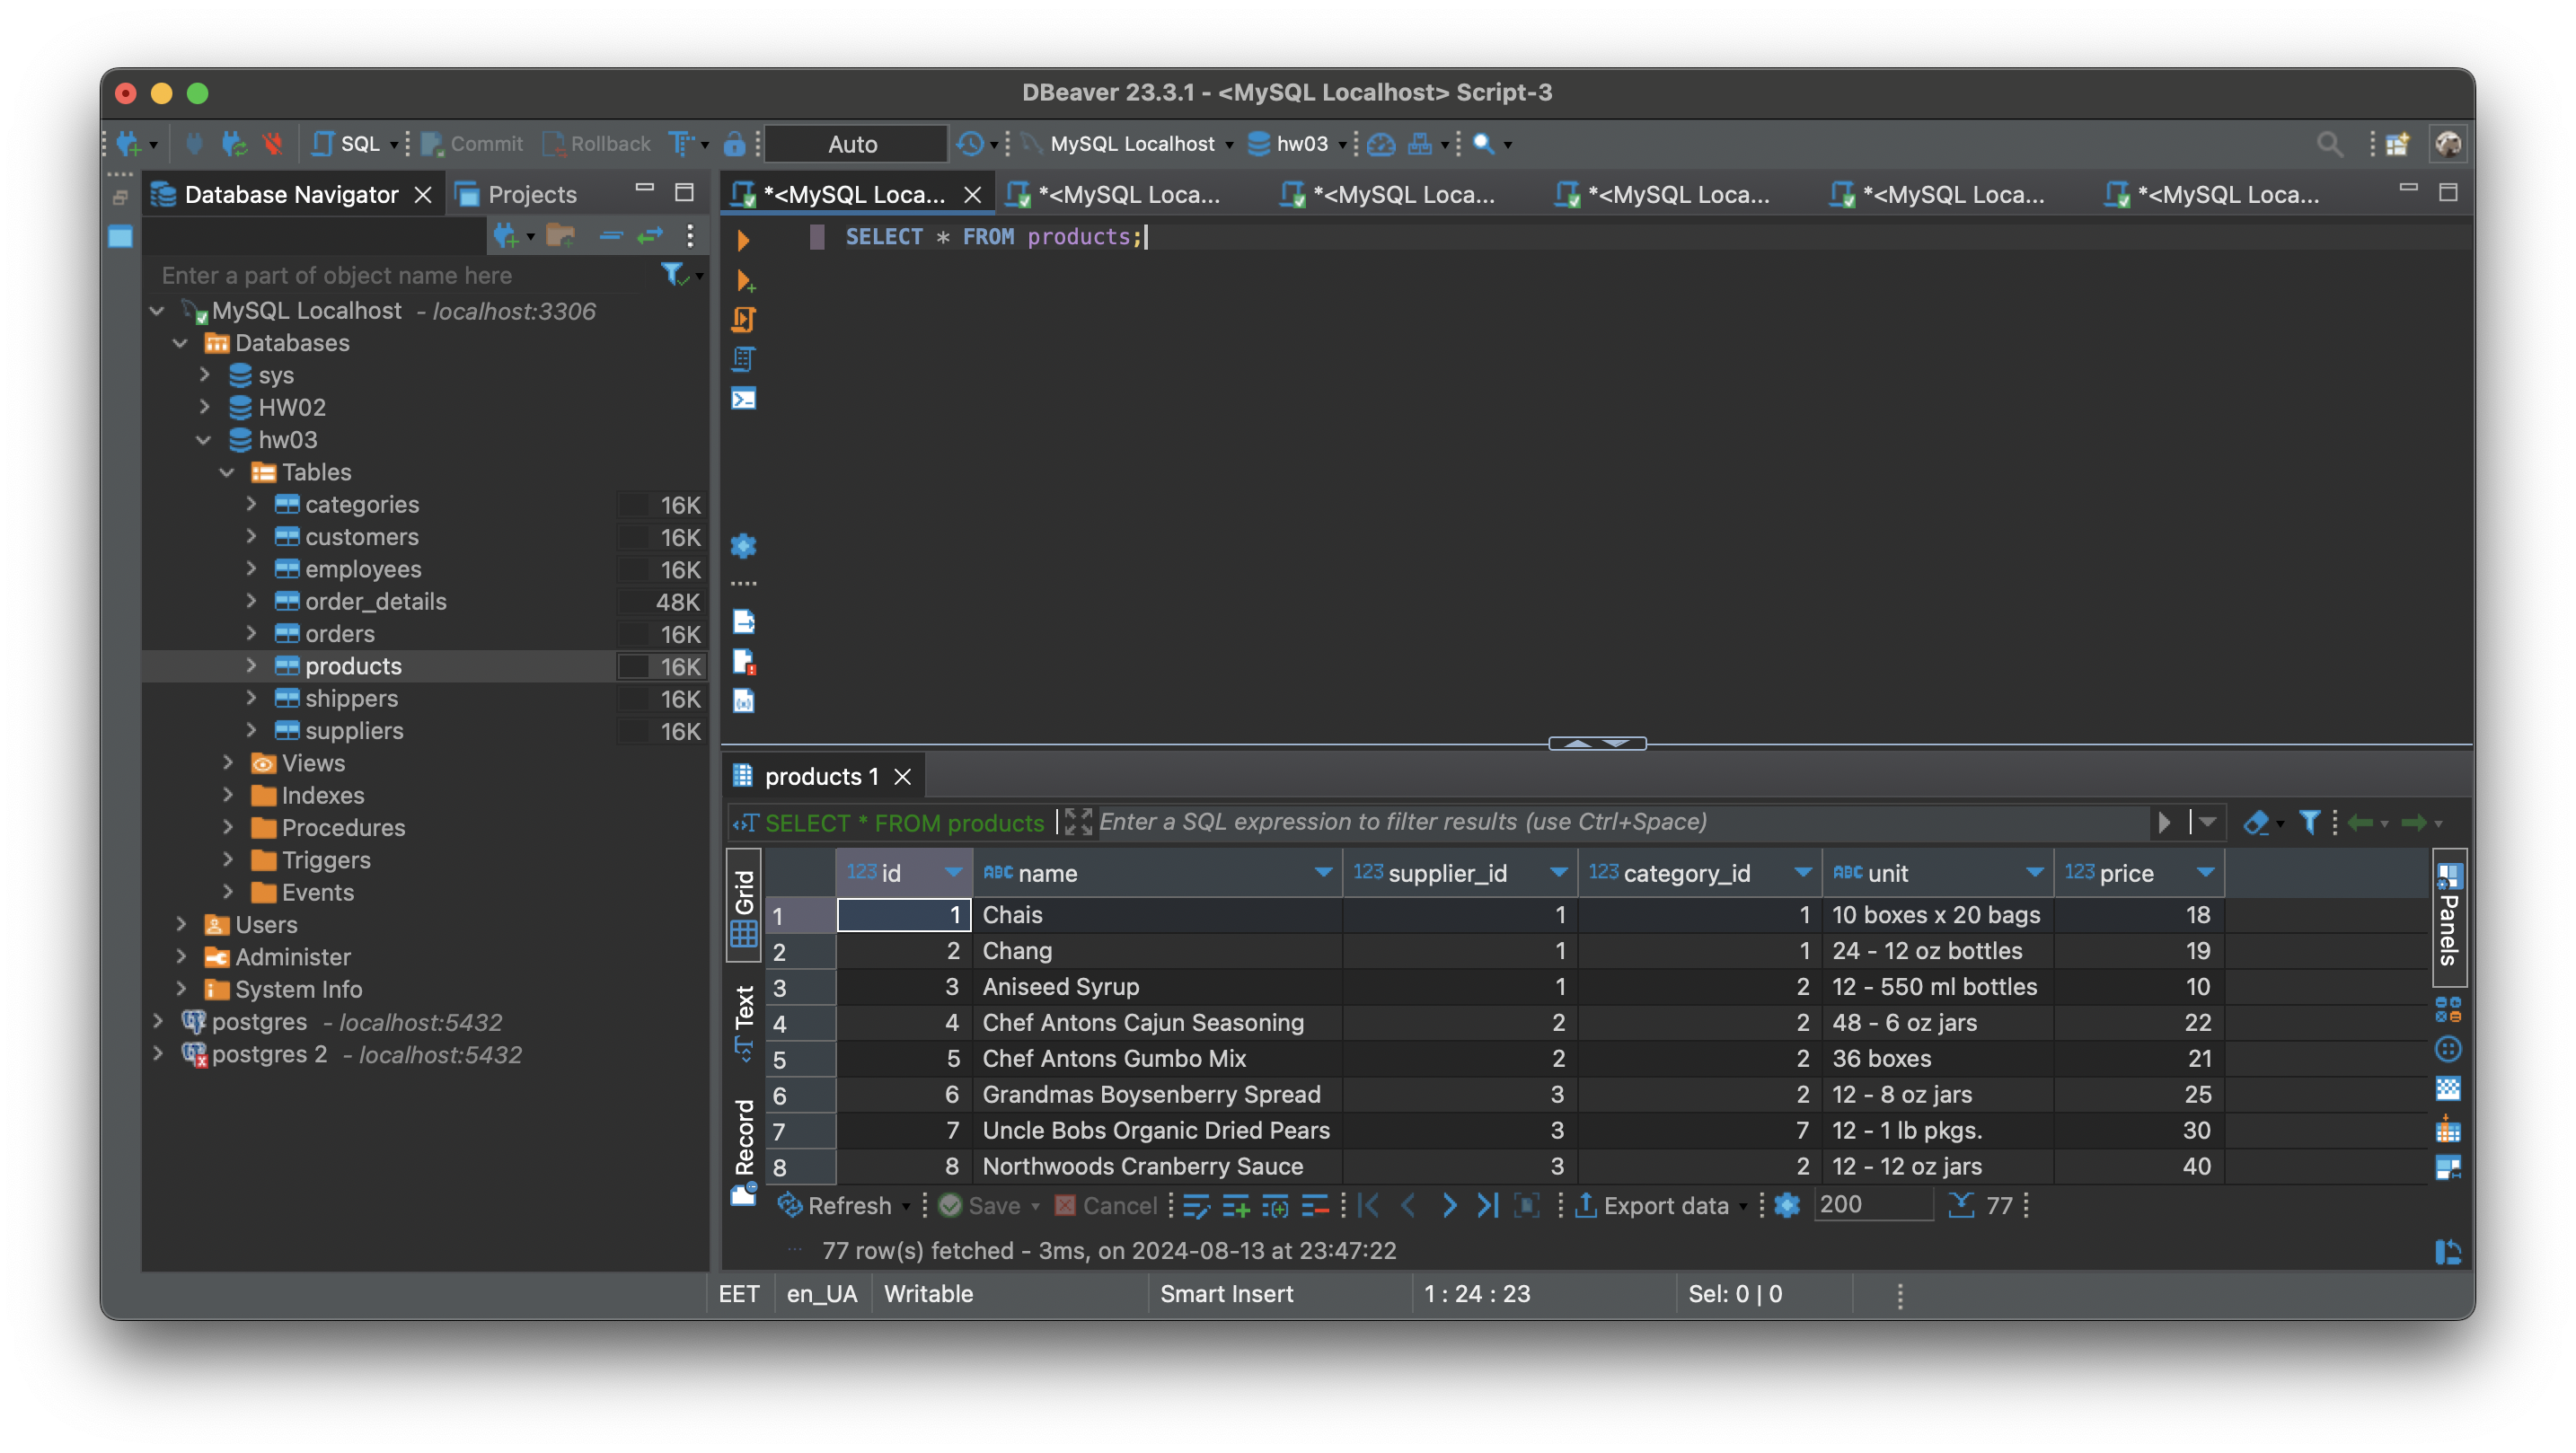 DBeaver 23.3.1 - <MySQL Localhost> Script-3
SQL Commit Rollback Auto MySQL Localhost hw03
Database Navigator Projects
*<MySQL Loca... *<MySQL Loca... *<MySQL Loca... *<MySQL Loca... *<MySQL Loca... *<MySQL Loca...
SELECT * FROM products;
Enter a part of object name here
MySQL Localhost - localhost:3306
Databases
sys
HW02
hw03
Tables
categories 16K
customers 16K
employees 16K
order_details 48K
orders 16K
products 16K
shippers 16K
suppliers 16K
Views
Indexes
Procedures
Triggers
Events
Users
Administer
System Info
postgres - localhost:5432
postgres 2 - localhost:5432
products 1
SELECT * FROM products Enter a SQL expression to filter results (use Ctrl+Space)
Grid
Text
Record
Panels
123 id ABC name 123 supplier_id 123 category_id ABC unit 123 price
1 1 Chais 1 1 10 boxes x 20 bags 18
2 2 Chang 1 1 24 - 12 oz bottles 19
3 3 Aniseed Syrup 1 2 12 - 550 ml bottles 10
4 4 Chef Antons Cajun Seasoning 2 2 48 - 6 oz jars 22
5 5 Chef Antons Gumbo Mix 2 2 36 boxes 21
6 6 Grandmas Boysenberry Spread 3 2 12 - 8 oz jars 25
7 7 Uncle Bobs Organic Dried Pears 3 7 12 - 1 lb pkgs. 30
8 8 Northwoods Cranberry Sauce 3 2 12 - 12 oz jars 40
Refresh Save Cancel Export data 200 77
77 row(s) fetched - 3ms, on 2024-08-13 at 23:47:22
EET en_UA Writable Smart Insert 1 : 24 : 23 Sel: 0 | 0